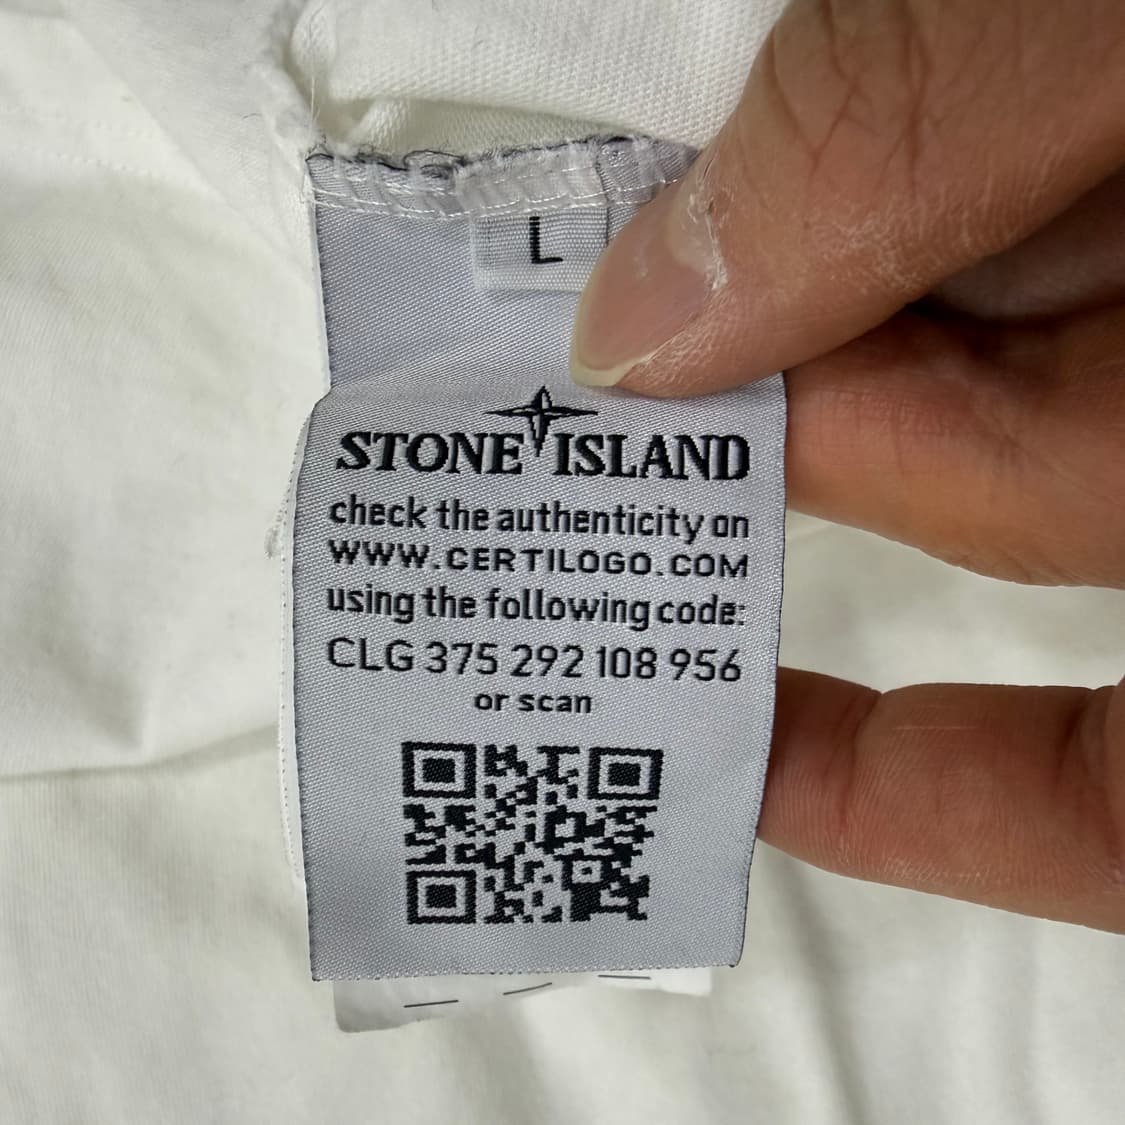 L
STONE ISLAND
check the authenticity on
WWW.CERTILOGO.COM
using the following code:
CLG 375 292 108 956
or scan